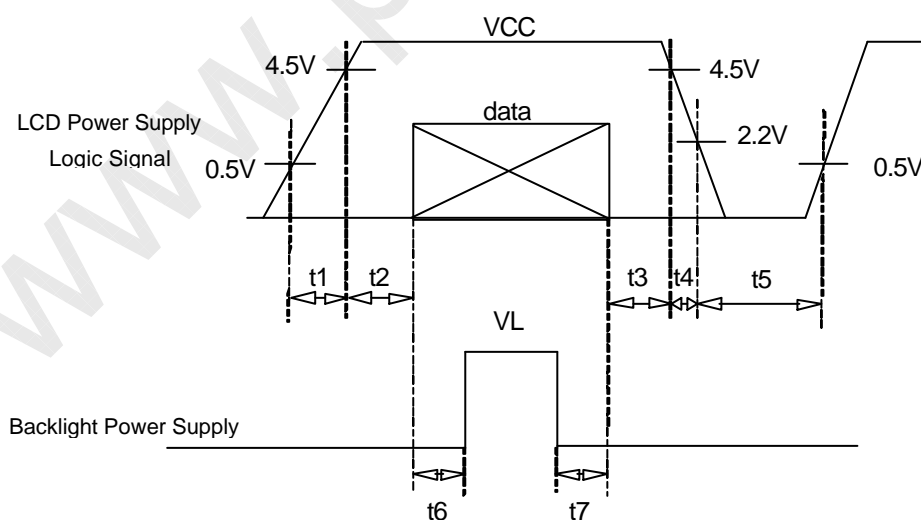 VCC
4.5V
4.5V
data
LCD Power Supply
Logic Signal
2.2V
0.5V
0.5V
t1
t2
t3
t4
t5
VL
Backlight Power Supply
t6
t7
www.p